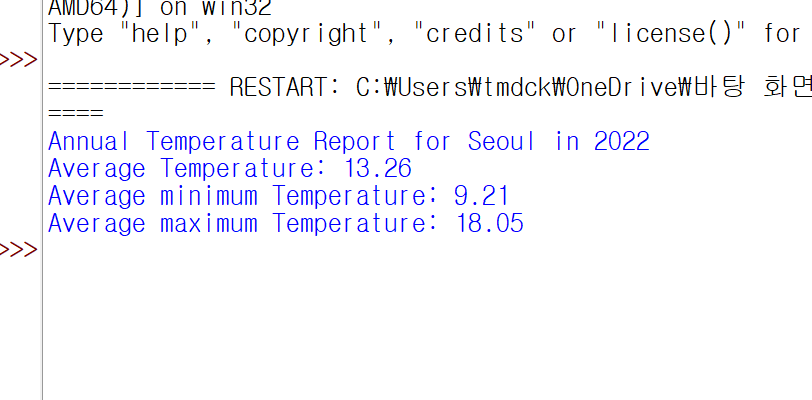 AMD64)] on win32
Type "help", "copyright", "credits" or "license()" for
>>>
============ RESTART: C:₩Users₩tmdck₩OneDrive₩바탕 화면
====
Annual Temperature Report for Seoul in 2022
Average Temperature: 13.26
Average minimum Temperature: 9.21
Average maximum Temperature: 18.05
>>>